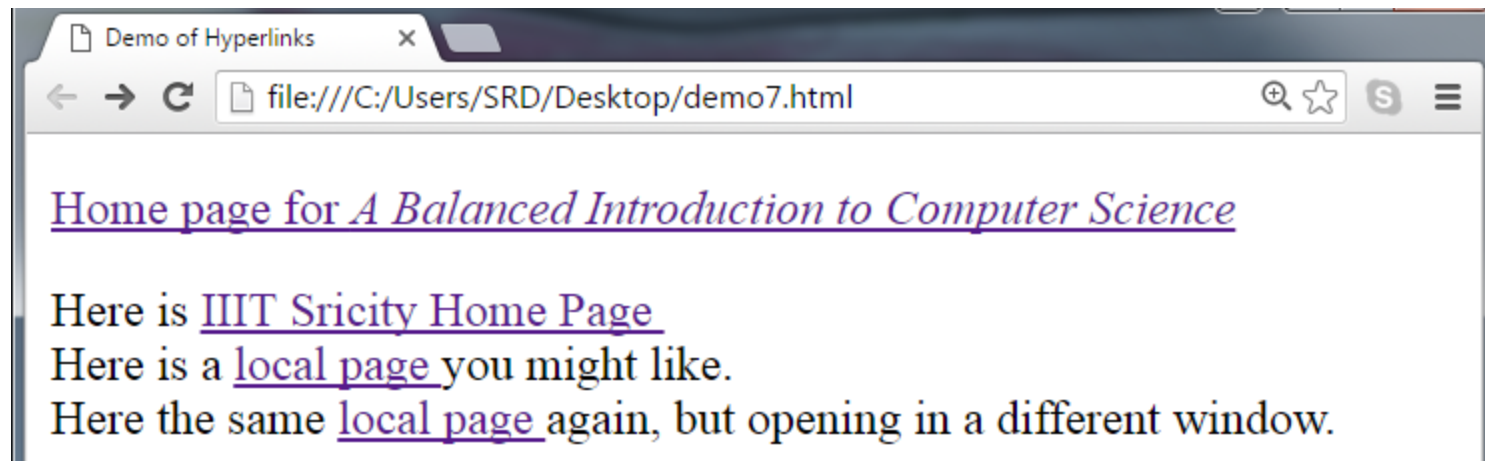 Demo of Hyperlinks
file:///C:/Users/SRD/Desktop/demo7.html
Home page for A Balanced Introduction to Computer Science
Here is IIIT Sricity Home Page
Here is a local page you might like.
Here the same local page again, but opening in a different window.